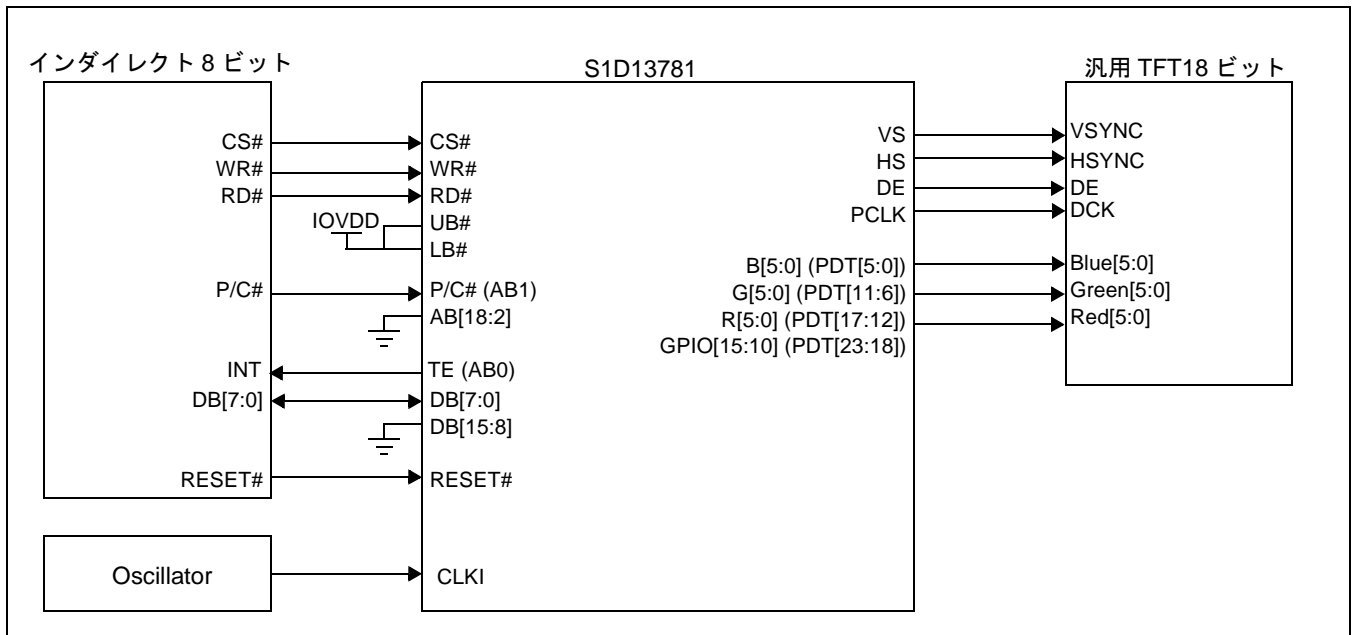 インダイレクト 8 ビット
S1D13781
汎用 TFT18 ビット
CS#
WR#
RD#
P/C#
INT
DB[7:0]
RESET#
IOVDD
CS#
WR#
RD#
UB#
LB#
P/C# (AB1)
AB[18:2]
TE (AB0)
DB[7:0]
DB[15:8]
RESET#
CLKI
VS
HS
DE
PCLK
B[5:0] (PDT[5:0])
G[5:0] (PDT[11:6])
R[5:0] (PDT[17:12])
GPIO[15:10] (PDT[23:18])
VSYNC
HSYNC
DE
DCK
Blue[5:0]
Green[5:0]
Red[5:0]
Oscillator